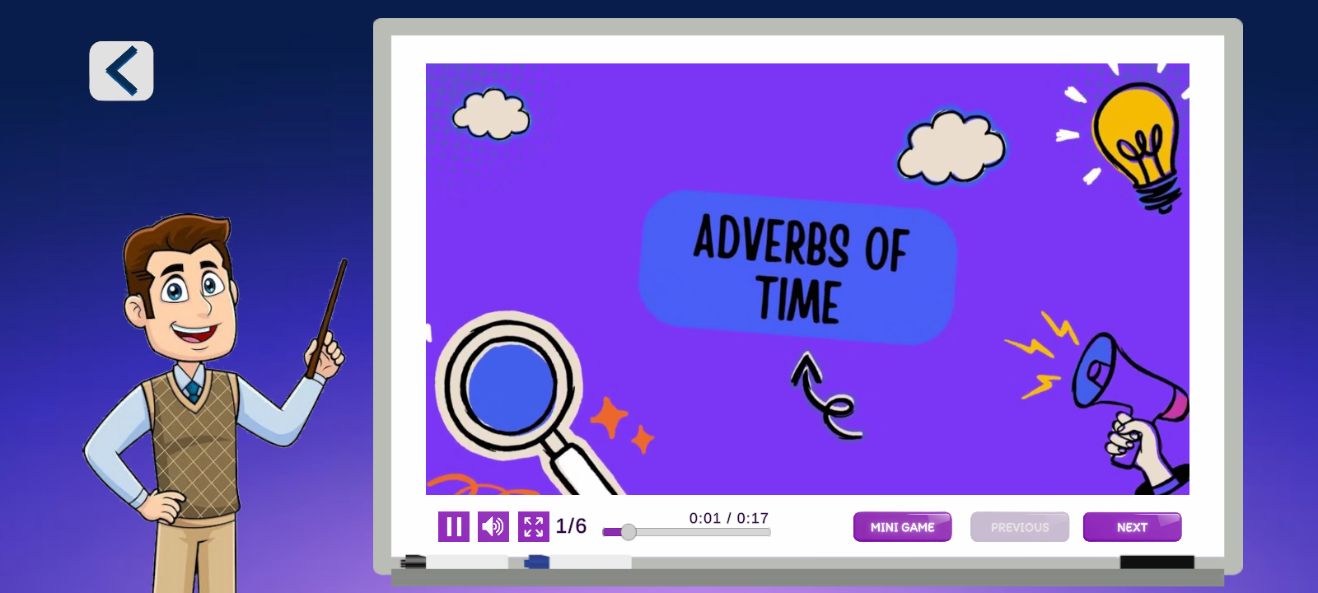 ADVERBS OF
TIME
1/6
0:01 / 0:17
MINI GAME
PREVIOUS
NEXT